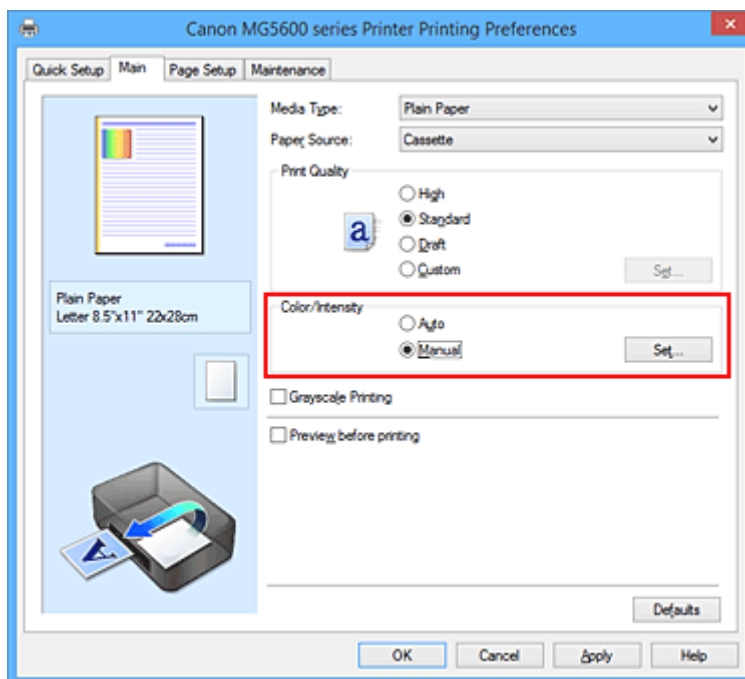 Canon MG5600 series Printer Printing Preferences
Quick Setup Main Page Setup Maintenance
Media Type: Plain Paper
Paper Source: Cassette
Print Quality
High
Standard
Draft
Custom Set...
Plain Paper
Letter 8.5"x11" 22x28cm
Color/Intensity
Auto
Manual Set...
Grayscale Printing
Preview before printing
Defaults
OK Cancel Apply Help
a
A